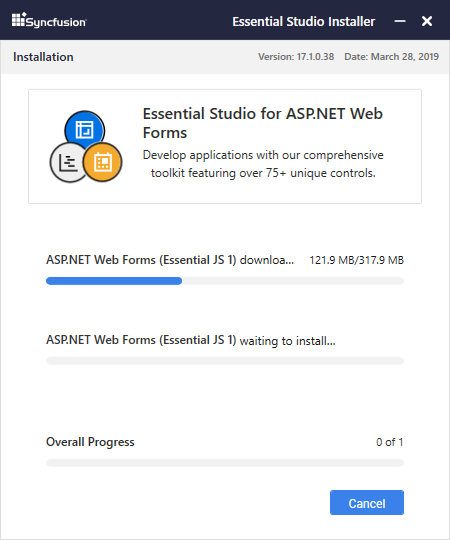 Syncfusion® Essential Studio Installer
Installation Version: 17.1.0.38 Date: March 28, 2019
Essential Studio for ASP.NET Web
Forms
Develop applications with our comprehensive
toolkit featuring over 75+ unique controls.
ASP.NET Web Forms (Essential JS 1) downloa... 121.9 MB/317.9 MB
ASP.NET Web Forms (Essential JS 1) waiting to install...
Overall Progress 0 of 1
Cancel